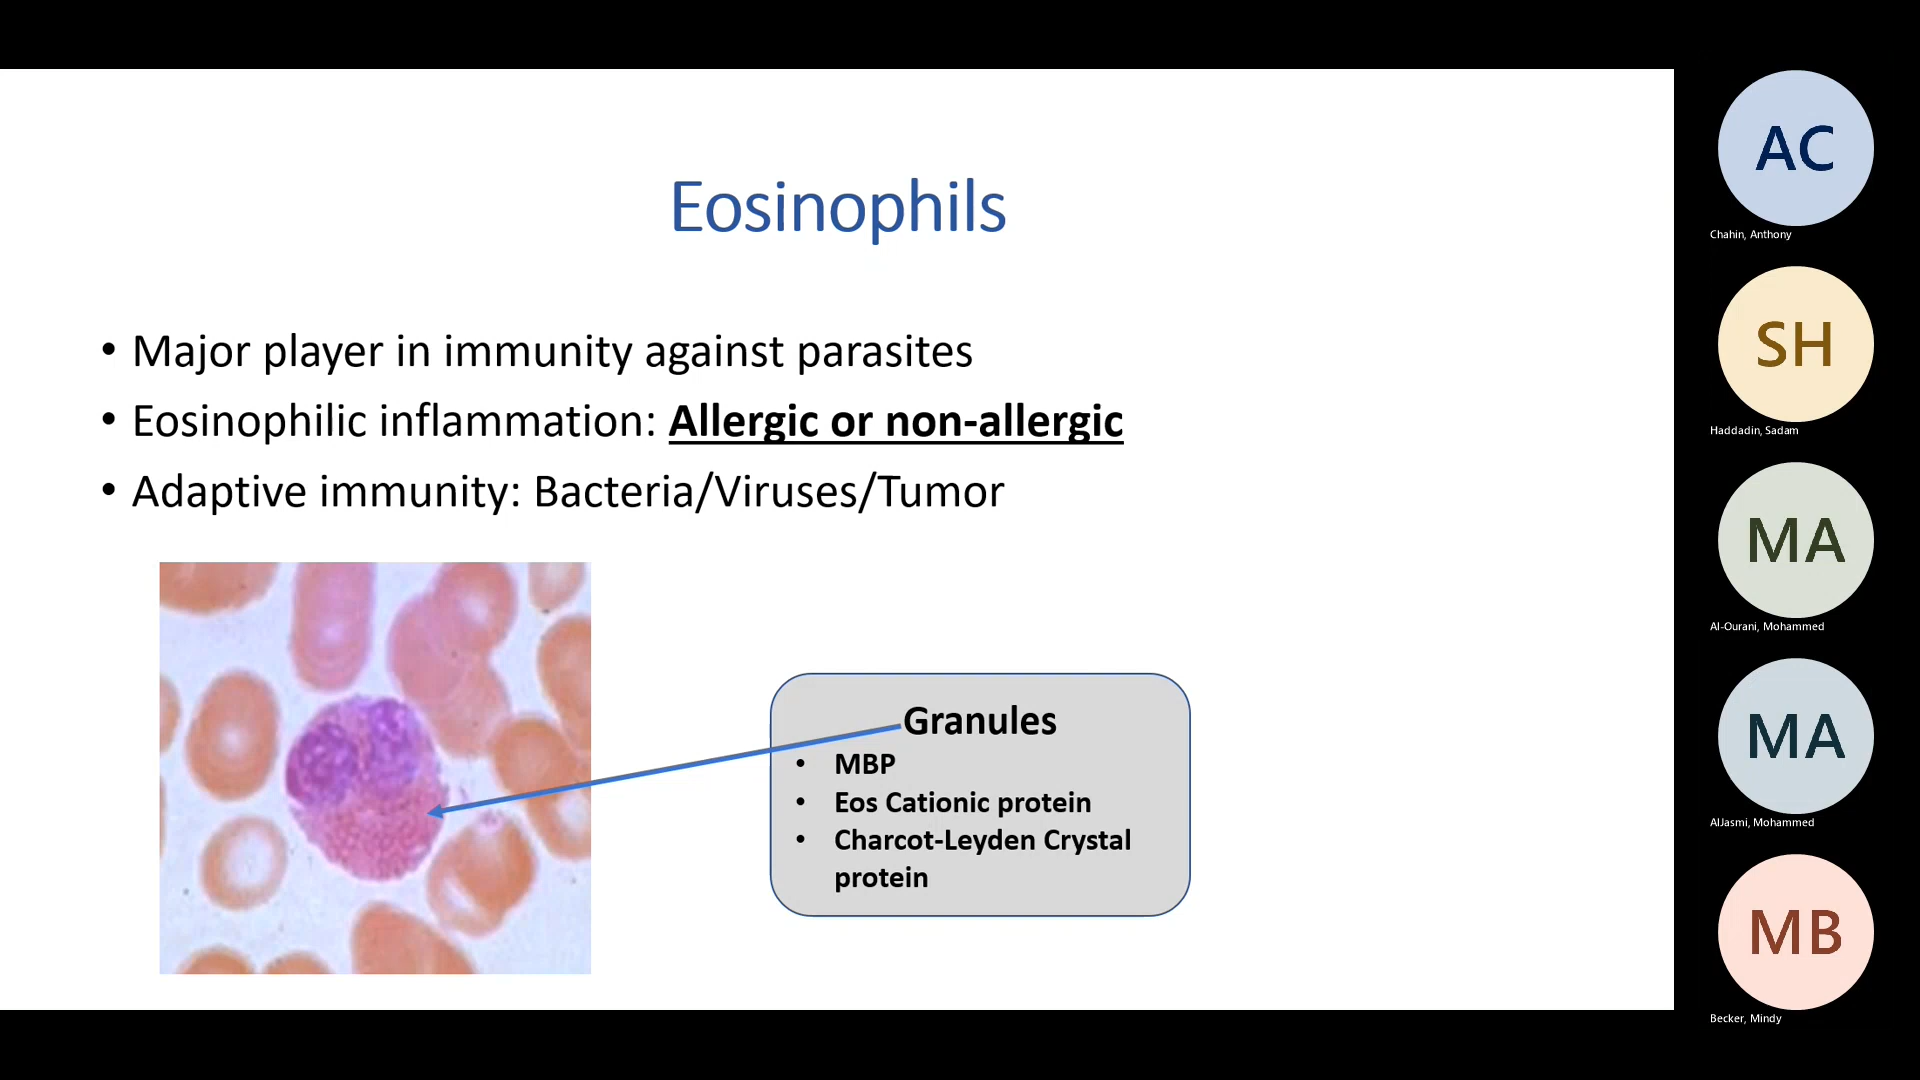 Eosinophils
• Major player in immunity against parasites
• Eosinophilic inflammation: Allergic or non-allergic
• Adaptive immunity: Bacteria/Viruses/Tumor
Granules
• MBP
• Eos Cationic protein
• Charcot-Leyden Crystal
protein
AC
Chahin, Anthony
SH
Haddadin, Sadam
MA
Al-Ourani, Mohammed
MA
AlJasmi, Mohammed
MB
Becker, Mindy